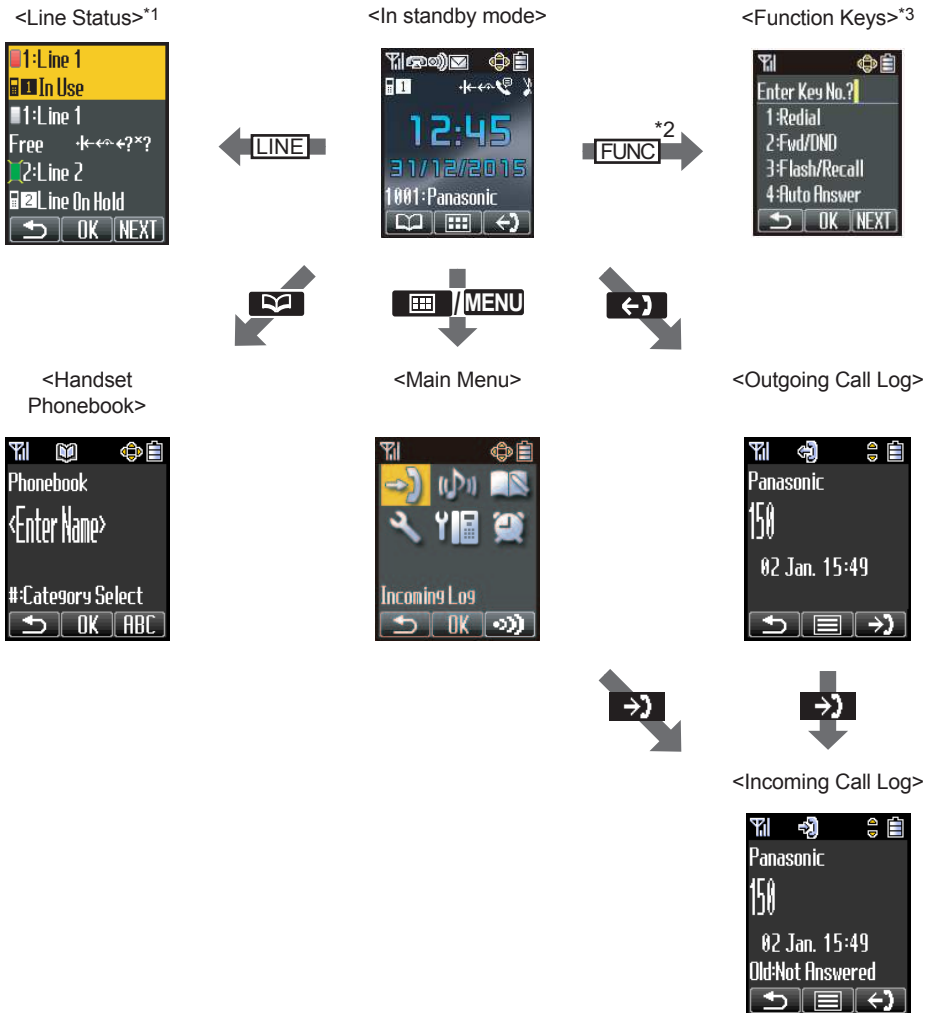 <Line Status>*1
<In standby mode>
<Function Keys>*3
1:Line 1
1 In Use
1:Line 1
Free
2:Line 2
2 Line On Hold
OK NEXT
LINE
1
12:45
31/12/2015
1001:Panasonic
*2
FUNC
Enter Key No.?
1:Redial
2:Fwd/DND
3:Flash/Recall
4:Auto Answer
OK NEXT
/MENU
<Handset
Phonebook>
<Main Menu>
<Outgoing Call Log>
Phonebook
<Enter Name>
#:Category Select
OK ABC
Incoming Log
OK
Panasonic
150
02 Jan. 15:49
<Incoming Call Log>
Panasonic
150
02 Jan. 15:49
Old:Not Answered